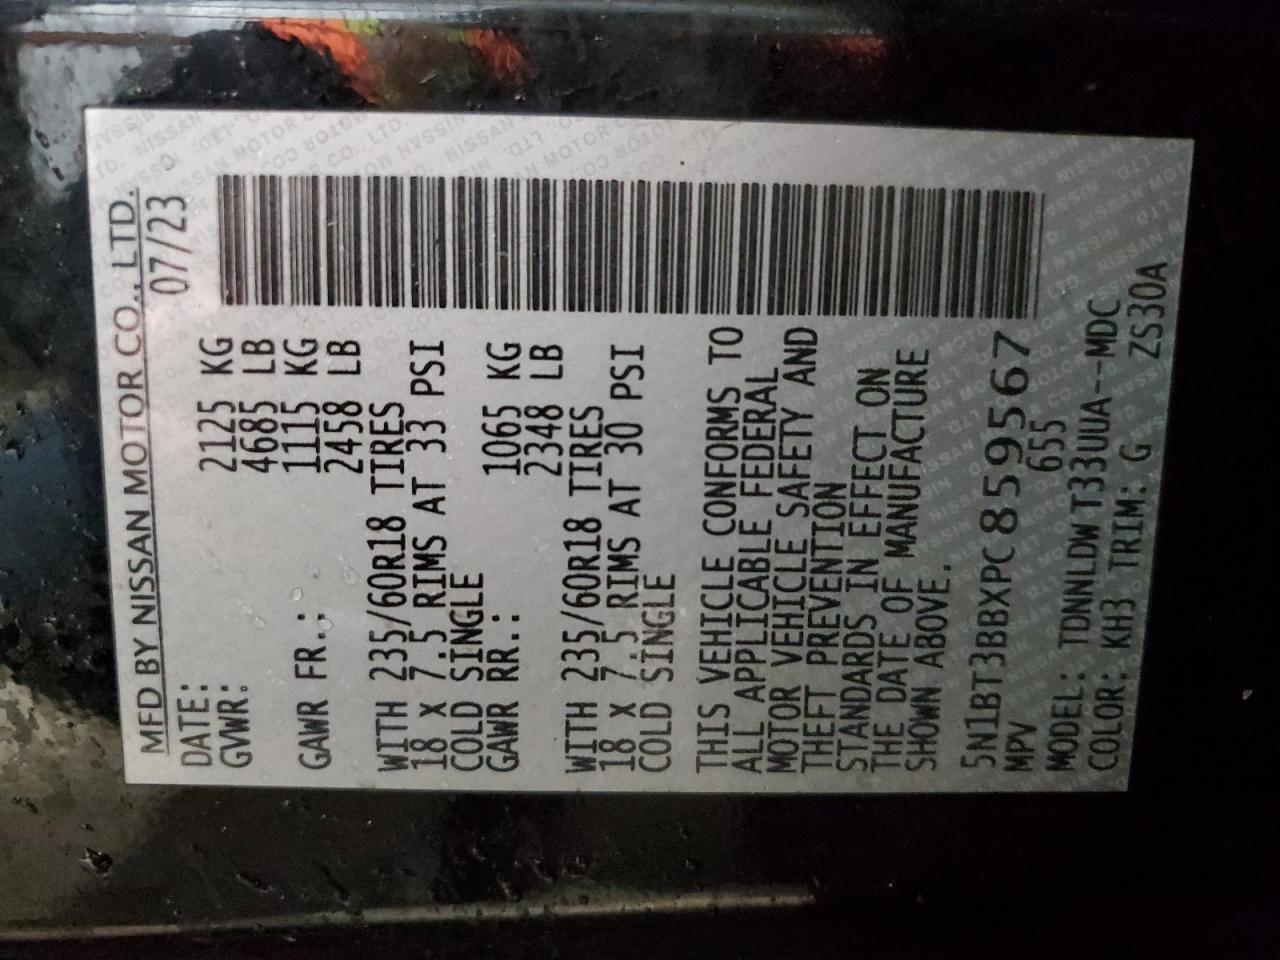 MFD BY NISSAN MOTOR CO., LTD.
DATE: 07/23
GVWR: 2125 KG
4685 LB
1115 KG
GAWR FR.: 2458 LB
WITH 235/60R18 TIRES
18 X 7.5 RIMS AT 33 PSI
COLD SINGLE
GAWR RR.: 1065 KG
2348 LB
WITH 235/60R18 TIRES
18 X 7.5 RIMS AT 30 PSI
COLD SINGLE
THIS VEHICLE CONFORMS TO
ALL APPLICABLE FEDERAL
MOTOR VEHICLE SAFETY AND
THEFT PREVENTION
STANDARDS IN EFFECT ON
THE DATE OF MANUFACTURE
SHOWN ABOVE.
5N1BT3BBXPC859567
MPV 655
MODEL: TDNNLDWT33UUA--MDC
COLOR: KH3 TRIM: G ZS30A